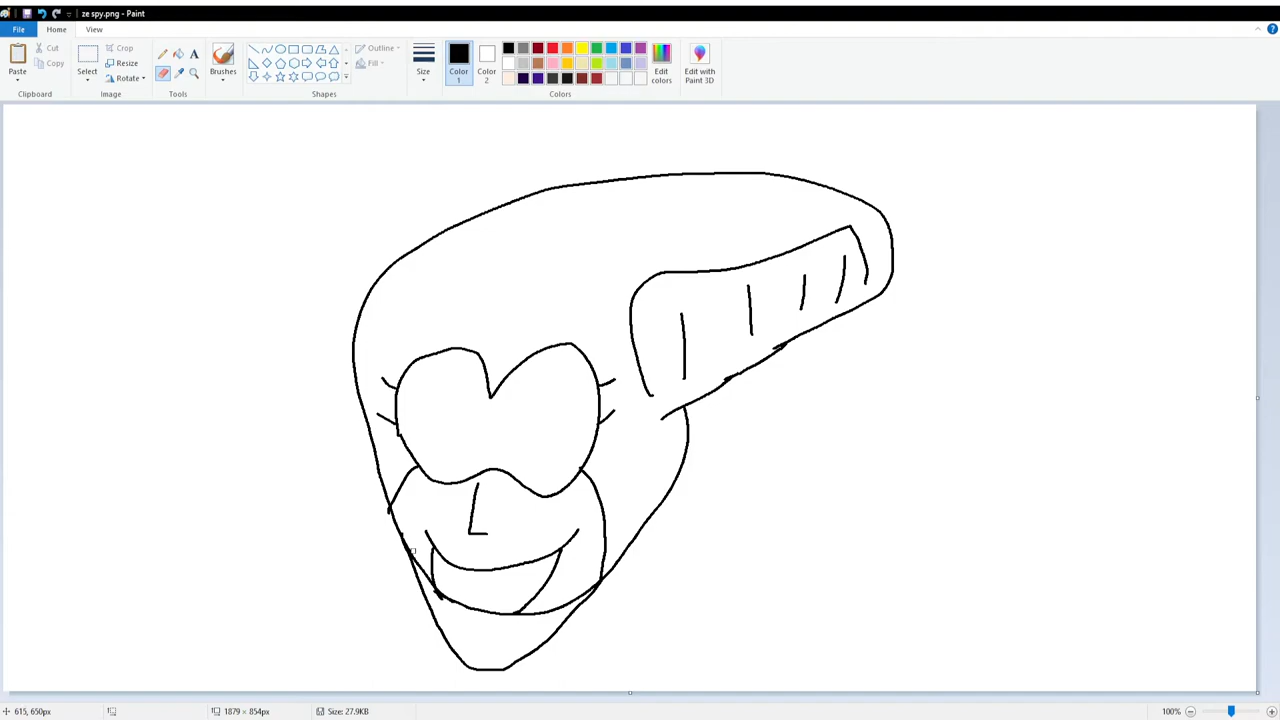 ze spy.png - Paint
File Home View
Paste
Cut
Copy
Clipboard
Select
Crop
Resize
Rotate
Image
A
Tools
Brushes
Outline
Fill
Shapes
Size
Color
1
Color
2
Edit
colors
Edit with
Paint 3D
Colors
615, 650px
1879 × 854px
Size: 27.9KB
100%